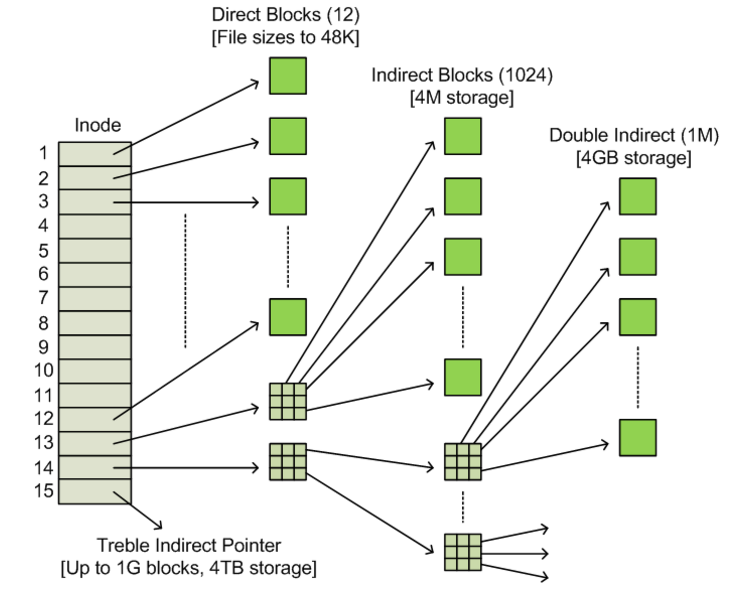 Direct Blocks (12)
[File sizes to 48K]
Indirect Blocks (1024)
[4M storage]
Double Indirect (1M)
[4GB storage]
Inode
1
2
3
4
5
6
7
8
9
10
11
12
13
14
15
Treble Indirect Pointer
[Up to 1G blocks, 4TB storage]